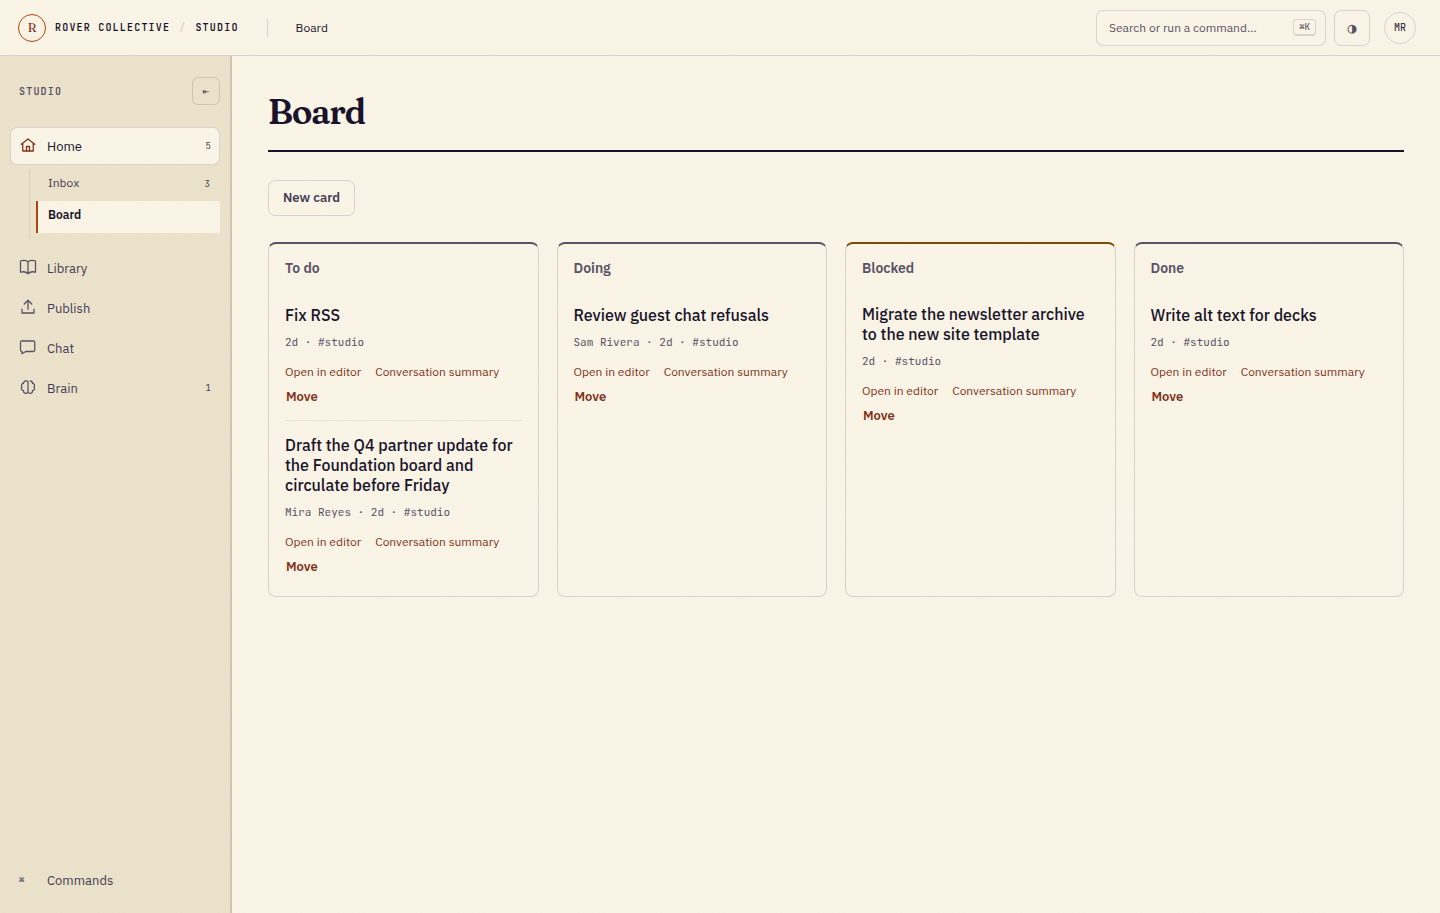 R ROVER COLLECTIVE / STUDIO
Board
Search or run a command... ⌘K
◑
MR
STUDIO
⇤
Home 5
Inbox 3
Board
Library
Publish
Chat
Brain 1
⌘ Commands
Board
New card
To do
Fix RSS
2d · #studio
Open in editor Conversation summary
Move
Draft the Q4 partner update for
the Foundation board and
circulate before Friday
Mira Reyes · 2d · #studio
Open in editor Conversation summary
Move
Doing
Review guest chat refusals
Sam Rivera · 2d · #studio
Open in editor Conversation summary
Move
Blocked
Migrate the newsletter archive
to the new site template
2d · #studio
Open in editor Conversation summary
Move
Done
Write alt text for decks
2d · #studio
Open in editor Conversation summary
Move